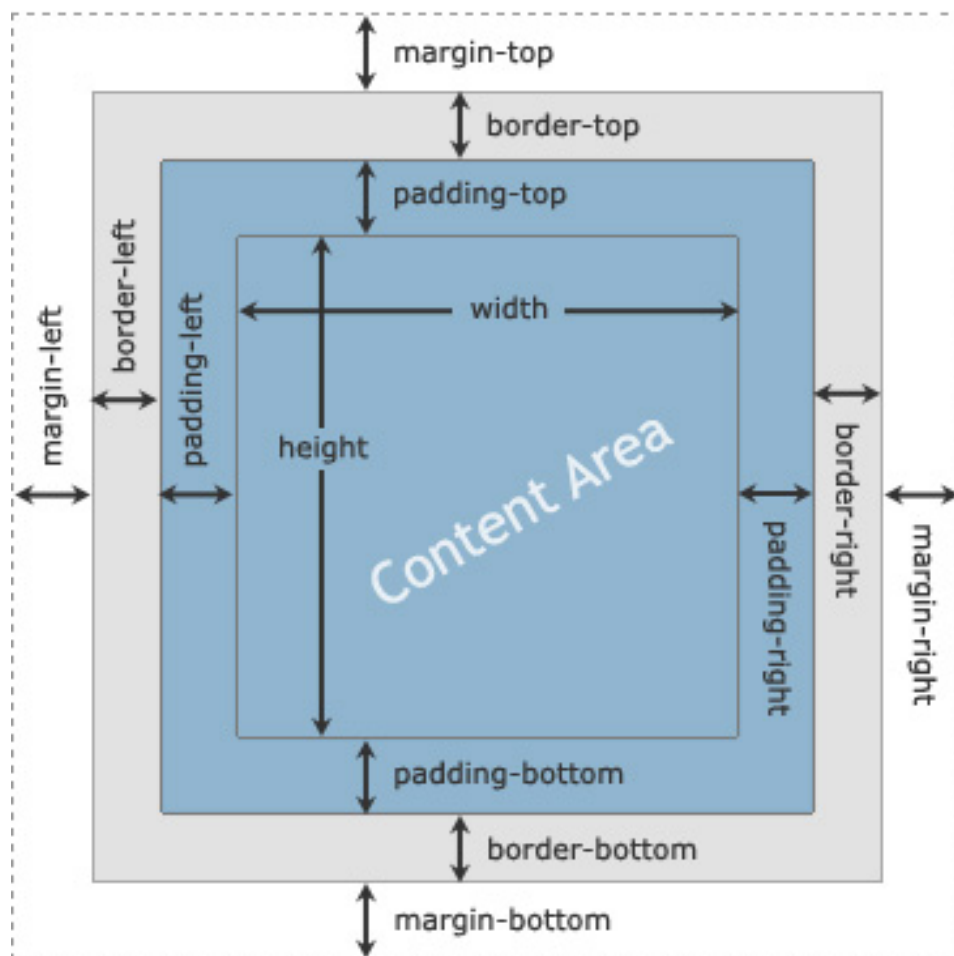 margin-top
border-top
padding-top
margin-left
border-left
padding-left
width
height
Content Area
padding-right
border-right
margin-right
padding-bottom
border-bottom
margin-bottom